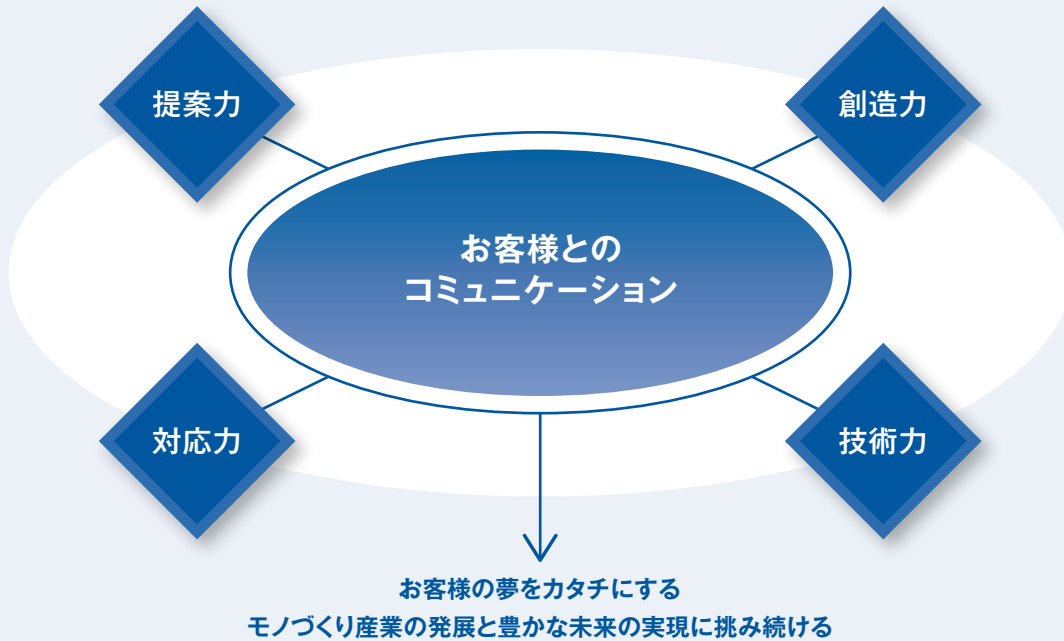 提案力
創造力
お客様との
コミュニケーション
対応力
技術力
お客様の夢をカタチにする
モノづくり産業の発展と豊かな未来の実現に挑み続ける